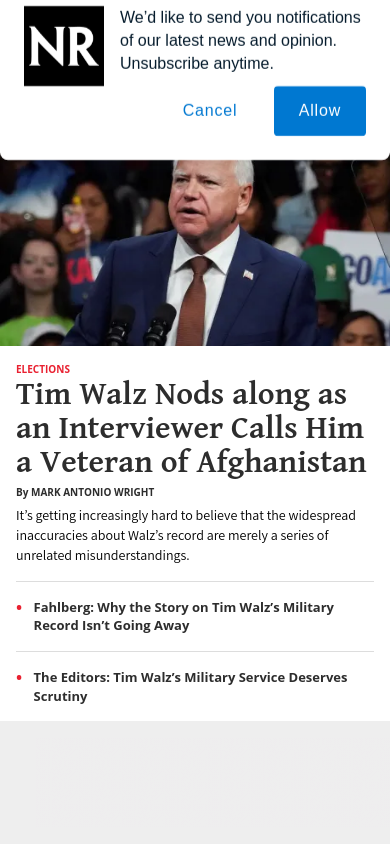 NR
We'd like to send you notifications
of our latest news and opinion.
Unsubscribe anytime.
Cancel
Allow
KA
COA
ELECTIONS
Tim Walz Nods along as
an Interviewer Calls Him
a Veteran of Afghanistan
By MARK ANTONIO WRIGHT
It's getting increasingly hard to believe that the widespread
inaccuracies about Walz's record are merely a series of
unrelated misunderstandings.
• Fahlberg: Why the Story on Tim Walz's Military
Record Isn't Going Away
• The Editors: Tim Walz's Military Service Deserves
Scrutiny